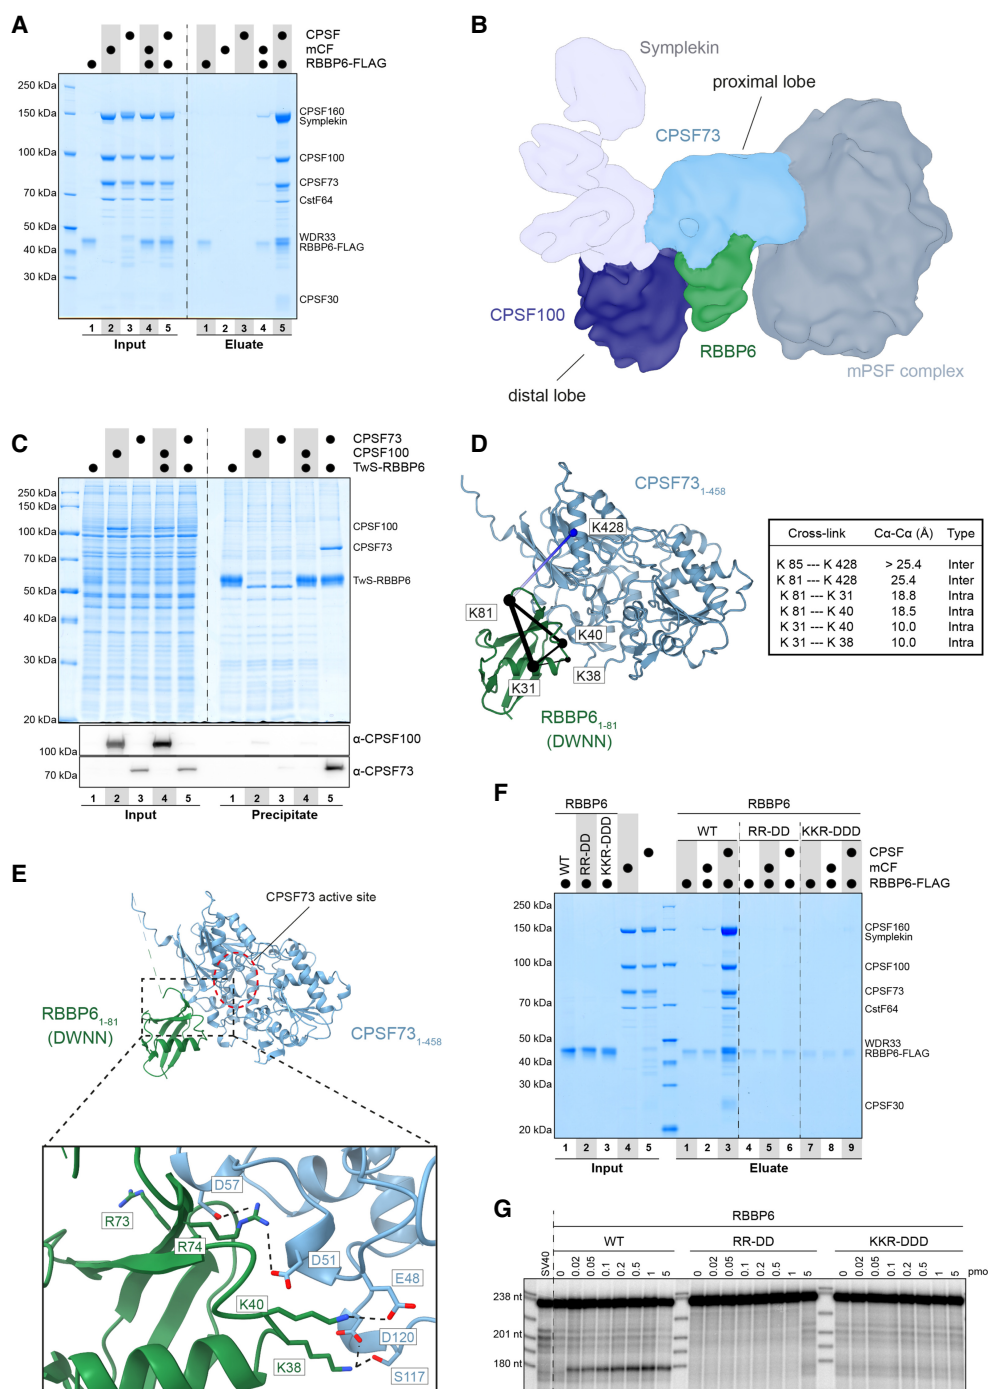 A
CPSF
mCF
RBBP6-FLAG
250 kDa
150 kDa
100 kDa
70 kDa
50 kDa
40 kDa
30 kDa
CPSF160
Symplekin
CPSF100
CPSF73
CstF64
WDR33
RBBP6-FLAG
CPSF30
1 2 3 4 5 1 2 3 4 5
Input Eluate
B
Symplekin
proximal lobe
CPSF73
CPSF100
RBBP6
mPSF complex
distal lobe
C
CPSF73
CPSF100
TwS-RBBP6
250 kDa
150 kDa
100 kDa
70 kDa
50 kDa
40 kDa
30 kDa
20 kDa
CPSF100
CPSF73
TwS-RBBP6
100 kDa
α-CPSF100
70 kDa
α-CPSF73
1 2 3 4 5 1 2 3 4 5
Input Precipitate
D
CPSF73 1-458
K428
K81
K40
K38
K31
RBBP6 1-81
(DWNN)
Cross-link Cα-Cα (Å) Type
K 85 --- K 428 > 25.4 Inter
K 81 --- K 428 25.4 Inter
K 81 --- K 31 18.8 Intra
K 81 --- K 40 18.5 Intra
K 31 --- K 40 10.0 Intra
K 31 --- K 38 10.0 Intra
E
CPSF73 active site
RBBP6 1-81
(DWNN)
CPSF73 1-458
D57
R73
R74
D51
E48
K40
D120
K38
S117
F
RBBP6 RBBP6
WT RR-DD KKR-DDD
WT RR-DD KKR-DDD
CPSF
mCF
RBBP6-FLAG
250 kDa
150 kDa
100 kDa
70 kDa
50 kDa
40 kDa
30 kDa
20 kDa
CPSF160
Symplekin
CPSF100
CPSF73
CstF64
WDR33
RBBP6-FLAG
CPSF30
1 2 3 4 5 1 2 3 4 5 6 7 8 9
Input Eluate
G
RBBP6
WT RR-DD KKR-DDD
SV40 0 0.02 0.05 0.1 0.2 0.5 1 5 0 0.02 0.05 0.1 0.2 0.5 1 5 0 0.02 0.05 0.1 0.2 0.5 1 5 pmo
238 nt
201 nt
180 nt